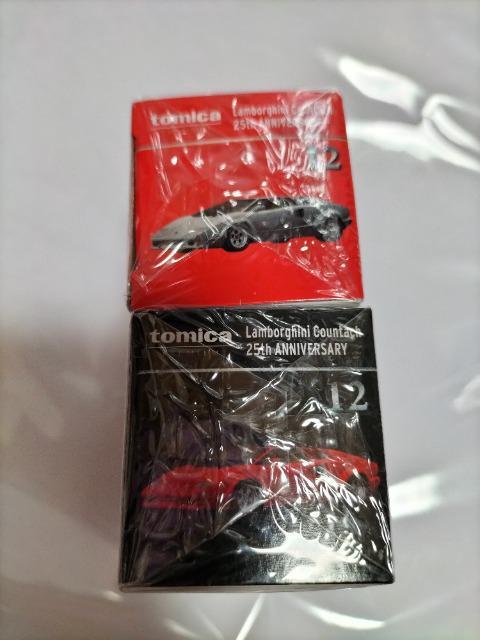 tomica
Lamborghini Countach
25th ANNIVERSARY
12
tomica
Lamborghini Countach
25th ANNIVERSARY
12